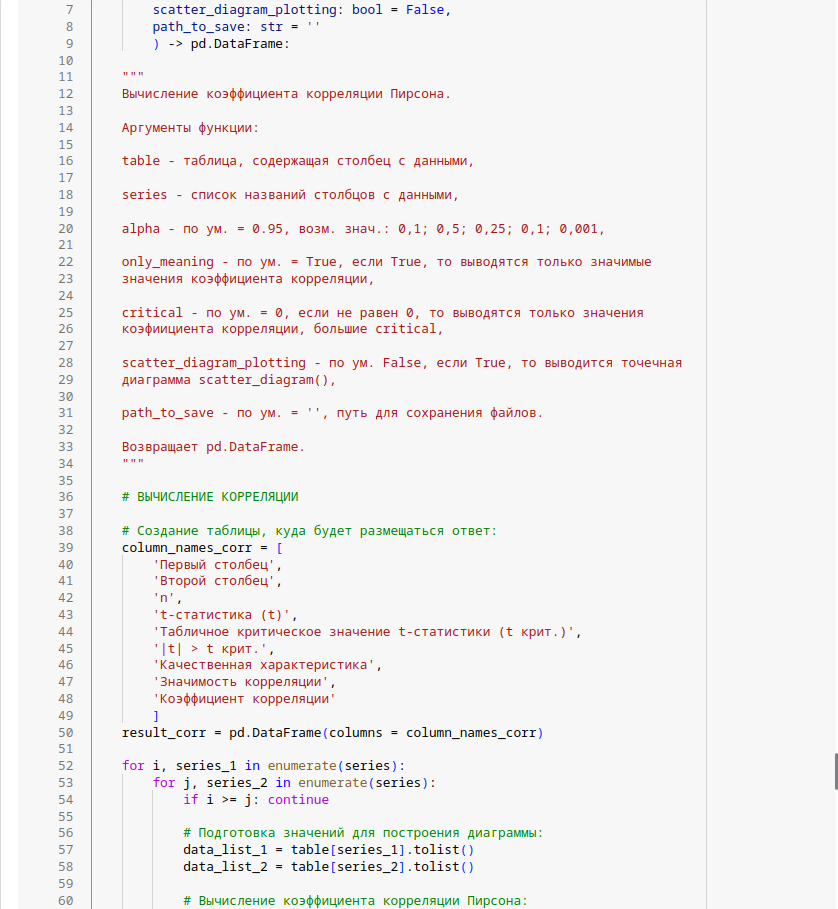 7 scatter_diagram_plotting: bool = False,
8 path_to_save: str = ''
9 ) -> pd.DataFrame:
10
11 """
12 Вычисление коэффициента корреляции Пирсона.
13
14 Аргументы функции:
15
16 table - таблица, содержащая столбец с данными,
17
18 series - список названий столбцов с данными,
19
20 alpha - по ум. = 0.95, возм. знач.: 0,1; 0,5; 0,25; 0,1; 0,001,
21
22 only_meaning - по ум. = True, если True, то выводятся только значимые
23 значения коэффициента корреляции,
24
25 critical - по ум. = 0, если не равен 0, то выводятся только значения
26 коэфиициента корреляции, большие critical,
27
28 scatter_diagram_plotting - по ум. False, если True, то выводится точечная
29 диаграмма scatter_diagram(),
30
31 path_to_save - по ум. = '', путь для сохранения файлов.
32
33 Возвращает pd.DataFrame.
34 """
35
36 # ВЫЧИСЛЕНИЕ КОРРЕЛЯЦИИ
37
38 # Создание таблицы, куда будет размещаться ответ:
39 column_names_corr = [
40 'Первый столбец',
41 'Второй столбец',
42 'n',
43 't-статистика (t)',
44 'Табличное критическое значение t-статистики (t крит.)',
45 '|t| > t крит.',
46 'Качественная характеристика',
47 'Значимость корреляции',
48 'Коэффициент корреляции'
49 ]
50 result_corr = pd.DataFrame(columns = column_names_corr)
51
52 for i, series_1 in enumerate(series):
53 for j, series_2 in enumerate(series):
54 if i >= j: continue
55
56 # Подготовка значений для построения диаграммы:
57 data_list_1 = table[series_1].tolist()
58 data_list_2 = table[series_2].tolist()
59
60 # Вычисление коэффициента корреляции Пирсона: